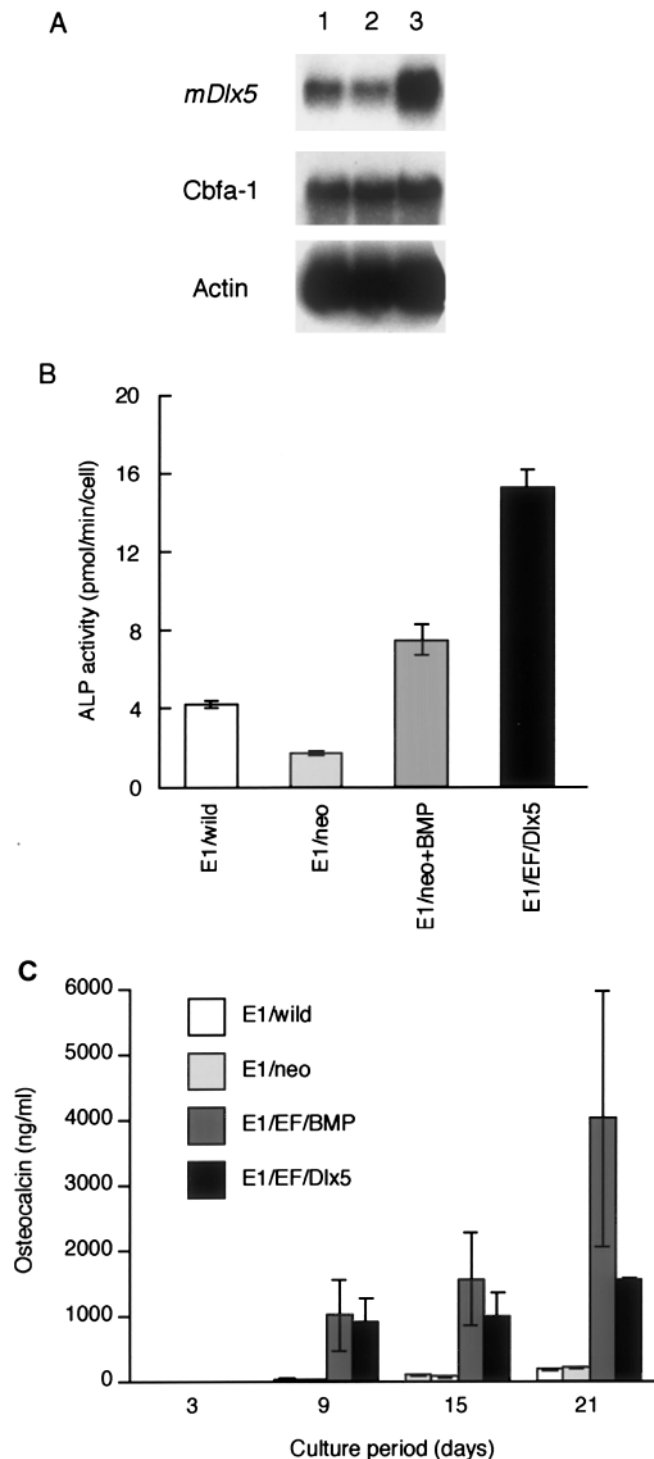 A
1 2 3
mDlx5
Cbfa-1
Actin
B
ALP activity (pmol/min/cell)
20
16
12
8
4
0
E1/wild
E1/neo
E1/neo+BMP
E1/EF/Dlx5
C
Osteocalcin (ng/ml)
6000
5000
4000
3000
2000
1000
0
E1/wild
E1/neo
E1/EF/BMP
E1/EF/Dlx5
3 9 15 21
Culture period (days)